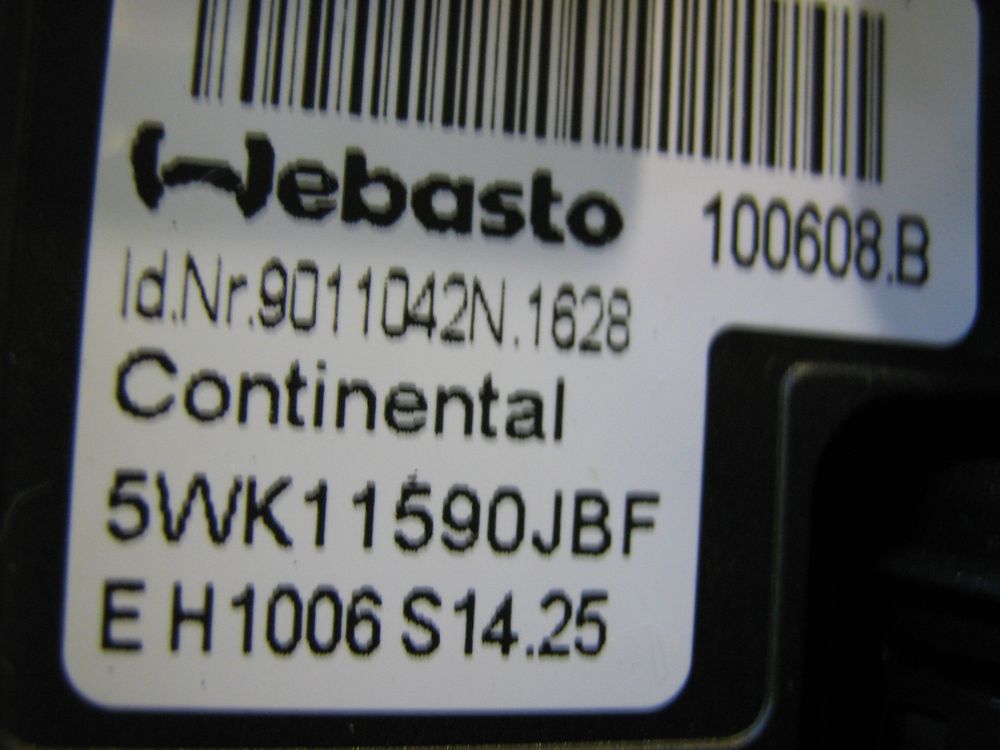 Webasto
100608.B
Id.Nr.9011042N.1628
Continental
5WK11590JBF
E H1006 S14.25